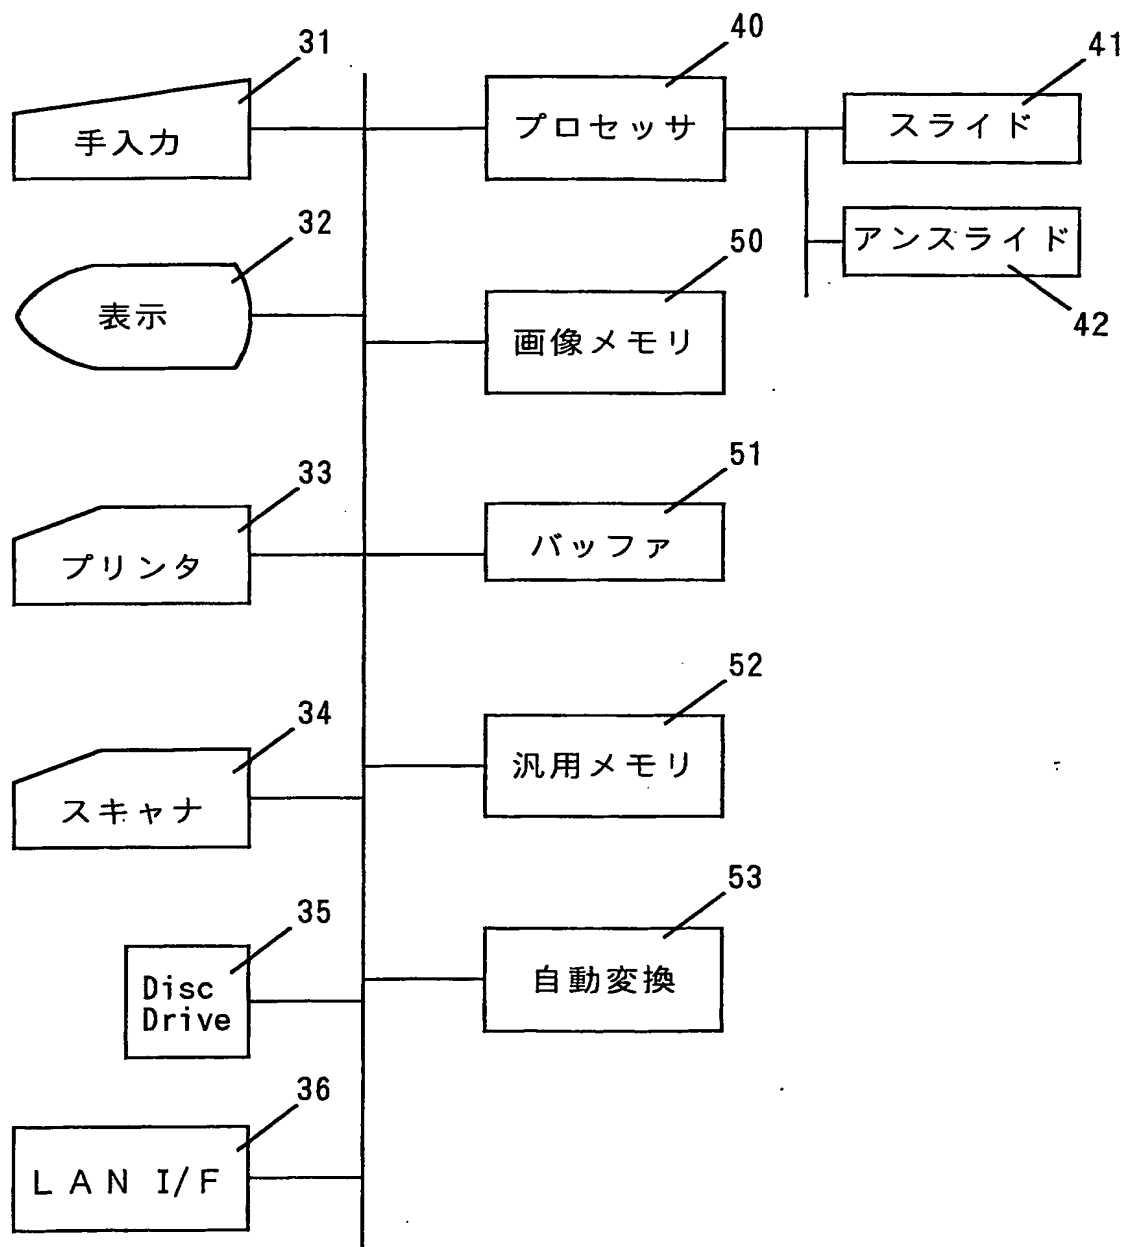 31
手入力
32
表示
33
プリンタ
34
スキャナ
35
Disc
Drive
36
LAN I/F
40
プロセッサ
41
スライド
アンスライド
42
50
画像メモリ
51
バッファ
52
汎用メモリ
53
自動変換